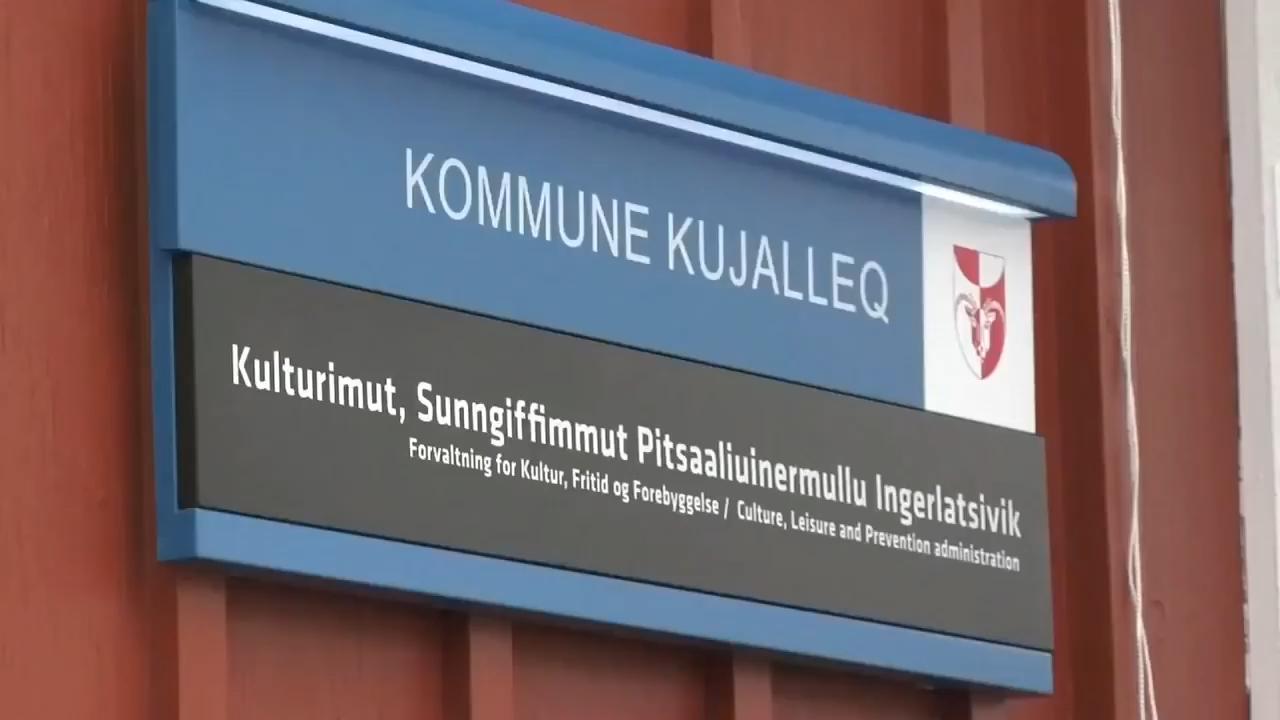 KOMMUNE KUJALLEQ
Kulturimut, Sunngiffimmut Pitsaaliuinermullu Ingerlatsivik
Forvaltning for Kultur, Fritid og Forebyggelse / Culture, Leisure and Prevention administration